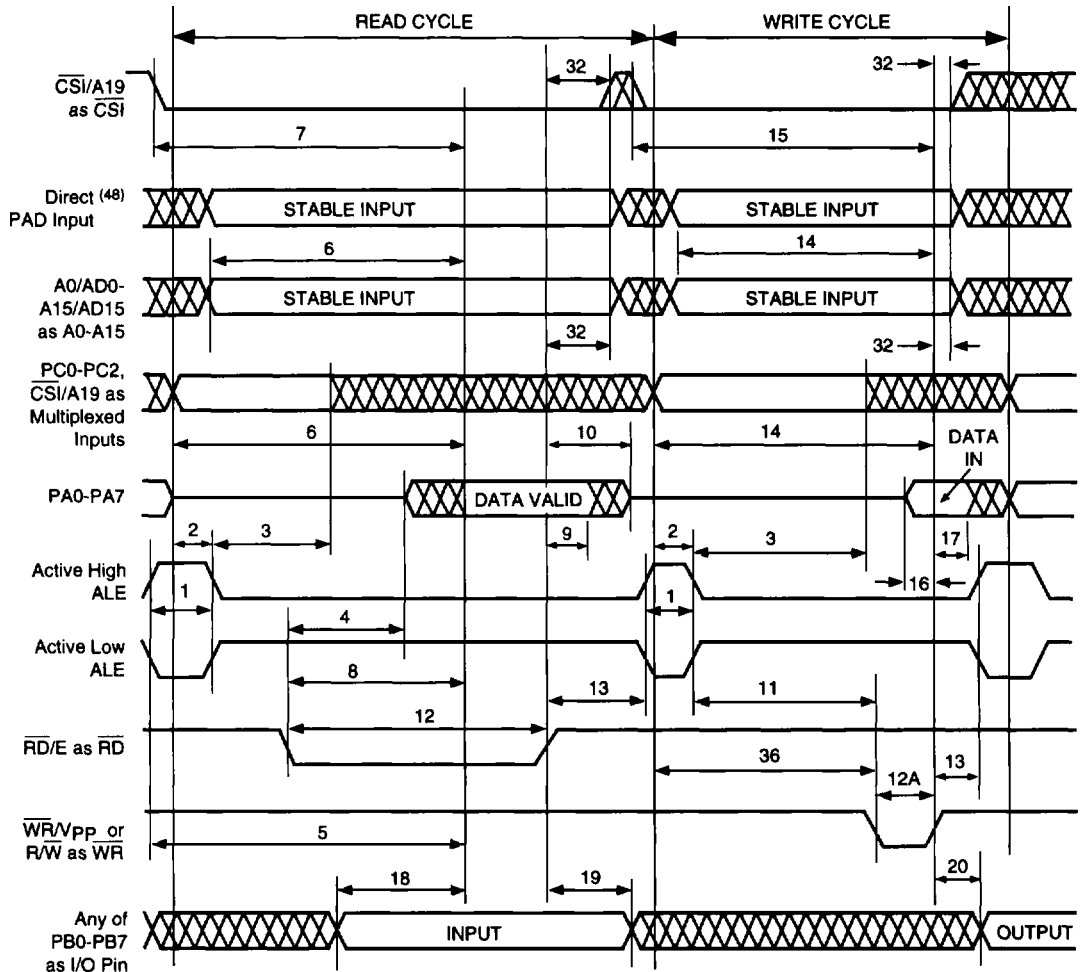 READ CYCLE WRITE CYCLE
CSI/A19
as CSI
32 32
7 15
Direct (48)
PAD Input
STABLE INPUT STABLE INPUT
6 14
A0/AD0-
A15/AD15
as A0-A15
STABLE INPUT STABLE INPUT
32 32
PC0-PC2,
CSI/A19 as
Multiplexed
Inputs
6 10 14 DATA
IN
PA0-PA7
DATA VALID
2 3 9 2 3 17
Active High
ALE
1 1 16
4
Active Low
ALE
8 13 11
12
RD/E as RD
36 12A 13
WR/VPP or
R/W as WR
5
18 19 20
Any of
PB0-PB7
as I/O Pin
INPUT OUTPUT